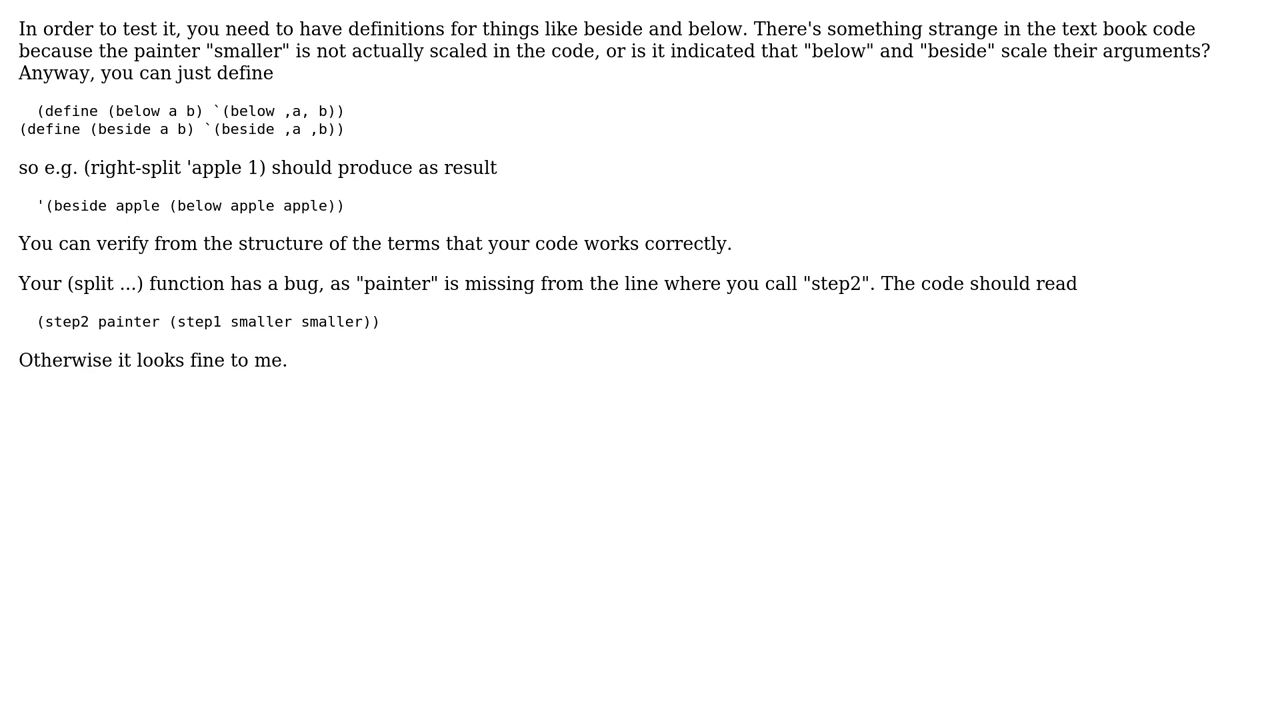 In order to test it, you need to have definitions for things like beside and below. There's something strange in the text book code
because the painter "smaller" is not actually scaled in the code, or is it indicated that "below" and "beside" scale their arguments?
Anyway, you can just define
(define (below a b) `(below ,a, b))
(define (beside a b) `(beside ,a ,b))
so e.g. (right-split 'apple 1) should produce as result
'(beside apple (below apple apple))
You can verify from the structure of the terms that your code works correctly.
Your (split ...) function has a bug, as "painter" is missing from the line where you call "step2". The code should read
(step2 painter (step1 smaller smaller))
Otherwise it looks fine to me.